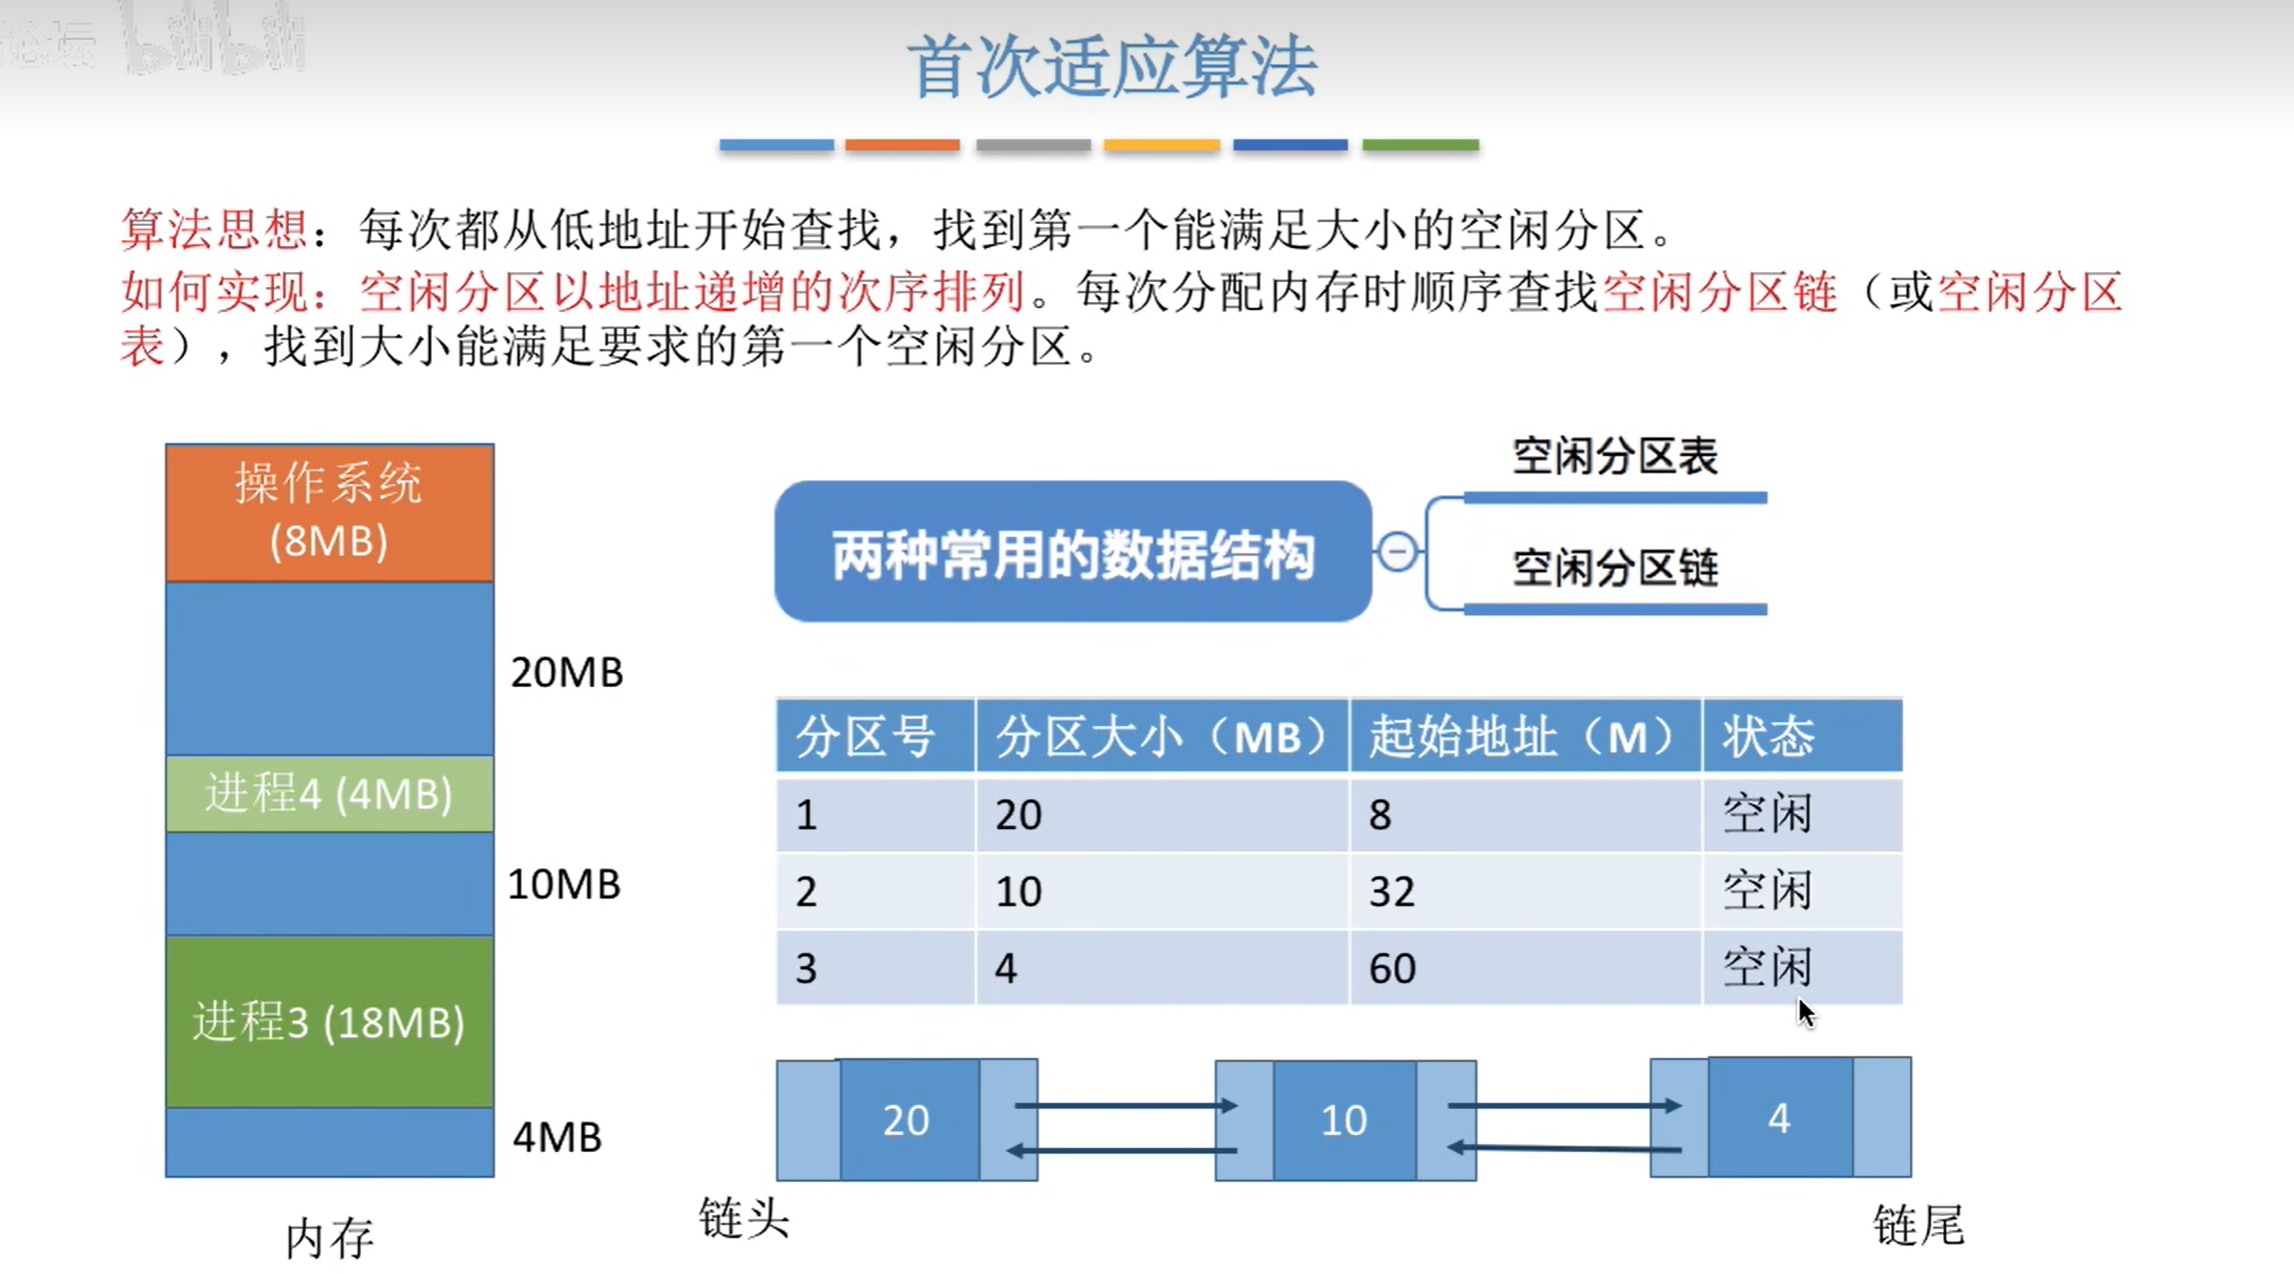 论坛 bilibili
首次适应算法
算法思想：每次都从低地址开始查找，找到第一个能满足大小的空闲分区。
如何实现：空闲分区以地址递增的次序排列。每次分配内存时顺序查找空闲分区链（或空闲分区
表），找到大小能满足要求的第一个空闲分区。
操作系统
(8MB)
20MB
进程4 (4MB)
10MB
进程3 (18MB)
4MB
内存
两种常用的数据结构
空闲分区表
空闲分区链
分区号 分区大小（MB） 起始地址（M） 状态
1 20 8 空闲
2 10 32 空闲
3 4 60 空闲
20 10 4
链头 链尾